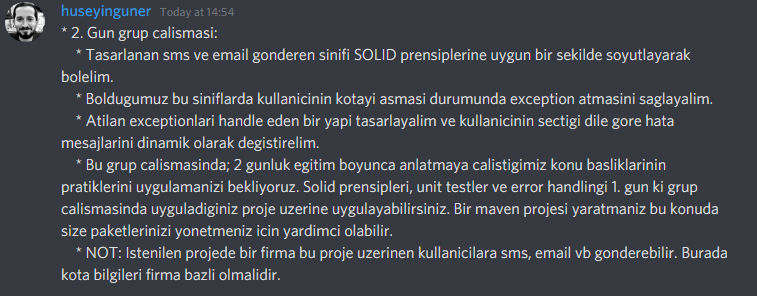 huseyinguner Today at 14:54
* 2. Gun grup calismasi:
* Tasarlanan sms ve email gonderen sinifi SOLID prensiplerine uygun bir sekilde soyutlayarak
bolelim.
* Boldugumuz bu siniflarda kullanicinin kotayi asmasi durumunda exception atmasini saglayalim.
* Atilan exceptionlari handle eden bir yapi tasarlayalim ve kullanicinin sectigi dile gore hata
mesajlarini dinamik olarak degistirelim.
* Bu grup calismasinda; 2 gunluk egitim boyunca anlatmaya calistigimiz konu basliklarinin
pratiklerini uygulamanizi bekliyoruz. Solid prensipleri, unit testler ve error handlingi 1. gun ki grup
calismasinda uyguladiginiz proje uzerine uygulayabilirsiniz. Bir maven projesi yaratmaniz bu konuda
size paketlerinizi yonetmeniz icin yardimci olabilir.
* NOT: Istenilen projede bir firma bu proje uzerinen kullanicilara sms, email vb gonderebilir. Burada
kota bilgileri firma bazli olmalidir.